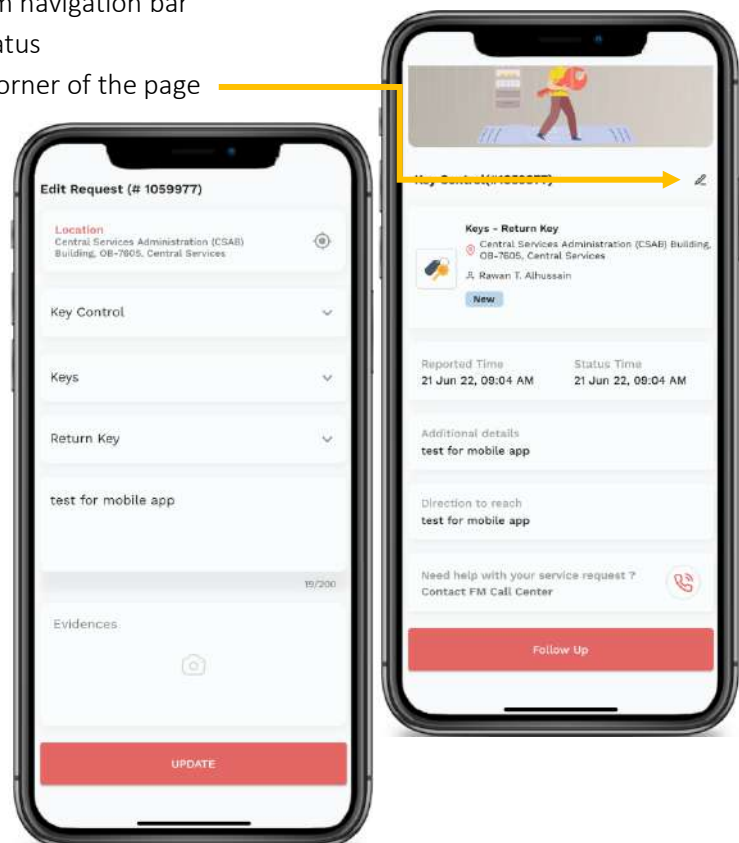 navigation bar
atus
orner of the page
Edit Request (# 1059977)
Location
Central Services Administration (CSAB)
Building, OB-7605, Central Services
Key Control
Keys
Return Key
test for mobile app
19/200
Evidences
UPDATE
Key Control(#1059977)
Keys - Return Key
Central Services Administration (CSAB) Building,
OB-7605, Central Services
Rawan T. Alhussain
New
Reported Time
Status Time
21 Jun 22, 09:04 AM
21 Jun 22, 09:04 AM
Additional details
test for mobile app
Direction to reach
test for mobile app
Need help with your service request ?
Contact FM Call Center
Follow Up